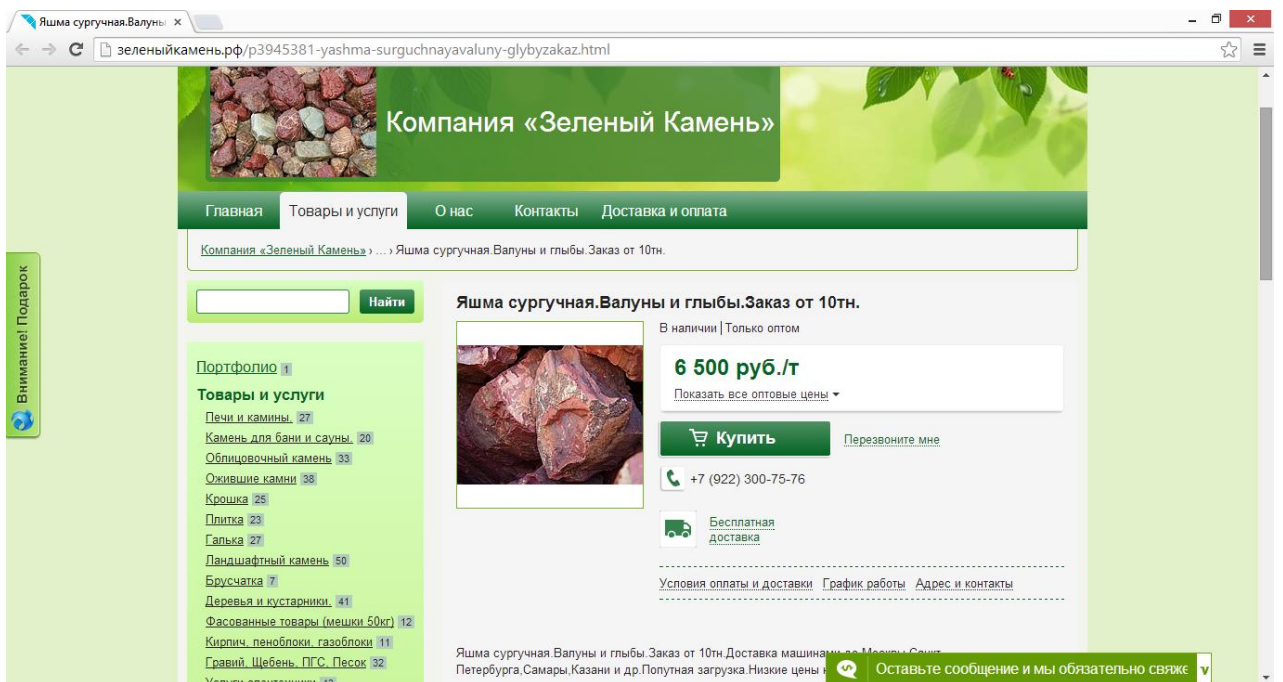 Яшма сургучная.Валуны
зеленыйкамень.рф/p3945381-yashma-surguchnayavaluny-glybyzakaz.html
Компания «Зеленый Камень»
Главная Товары и услуги О нас Контакты Доставка и оплата
Компания «Зеленый Камень» › ... › Яшма сургучная.Валуны и глыбы.Заказ от 10тн.
Внимание! Подарок
Найти
Портфолио 1
Товары и услуги
Печи и камины. 27
Камень для бани и сауны. 20
Облицовочный камень 33
Ожившие камни 38
Крошка 25
Плитка 23
Галька 27
Ландшафтный камень 50
Брусчатка 7
Деревья и кустарники. 41
Фасованные товары (мешки 50кг) 12
Кирпич, пеноблоки, газоблоки 11
Гравий, Щебень, ПГС, Песок 32
Яшма сургучная.Валуны и глыбы.Заказ от 10тн.
В наличии | Только оптом
6 500 руб./т
Показать все оптовые цены
Купить Перезвоните мне
+7 (922) 300-75-76
Бесплатная
доставка
Условия оплаты и доставки График работы Адрес и контакты
Яшма сургучная.Валуны и глыбы.Заказ от 10тн.Доставка машинами до Москвы,Санкт
Петербурга,Самары,Казани и др.Попутная загрузка.Низкие цены
Оставьте сообщение и мы обязательно свяже